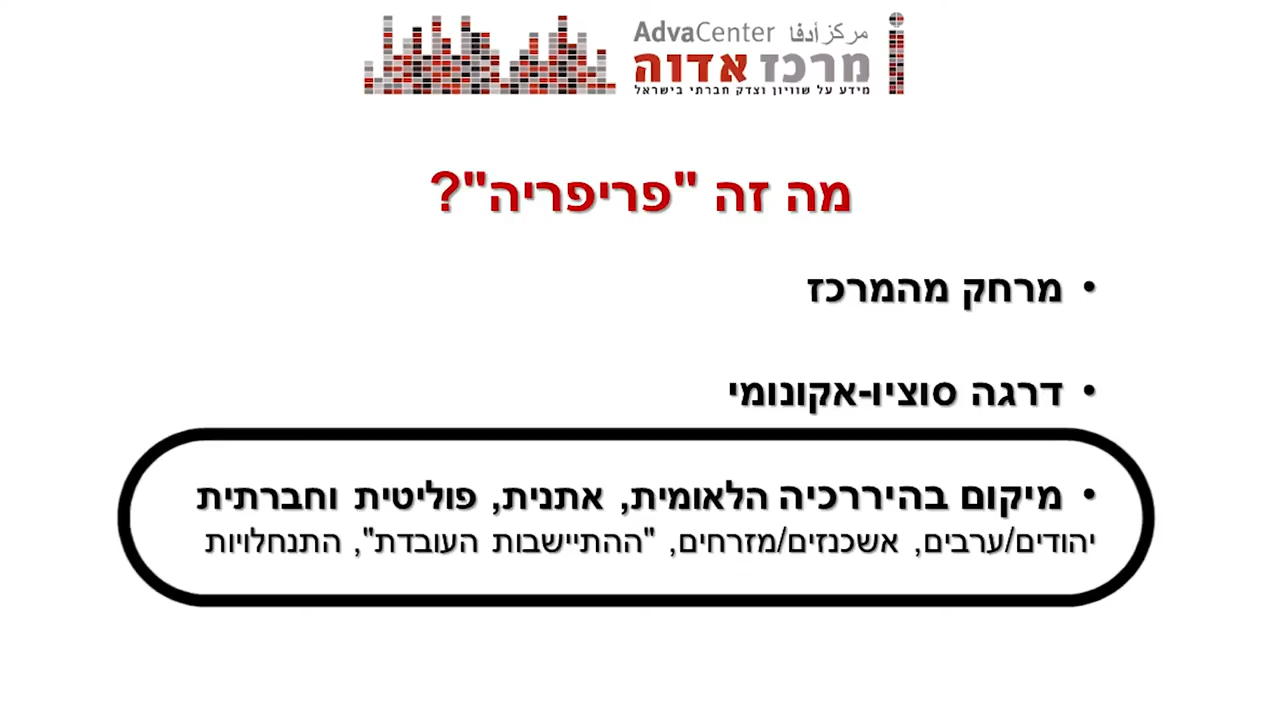 AdvaCenter مركز أدفا
מרכז אדוה
מידע על שוויון וצדק חברתי בישראל
מה זה "פריפריה"?
• מרחק מהמרכז
• דרגה סוציו-אקונומי
• מיקום בהיררכיה הלאומית, אתנית, פוליטית וחברתית
יהודים/ערבים, אשכנזים/מזרחים, "ההתיישבות העובדת", התנחלויות